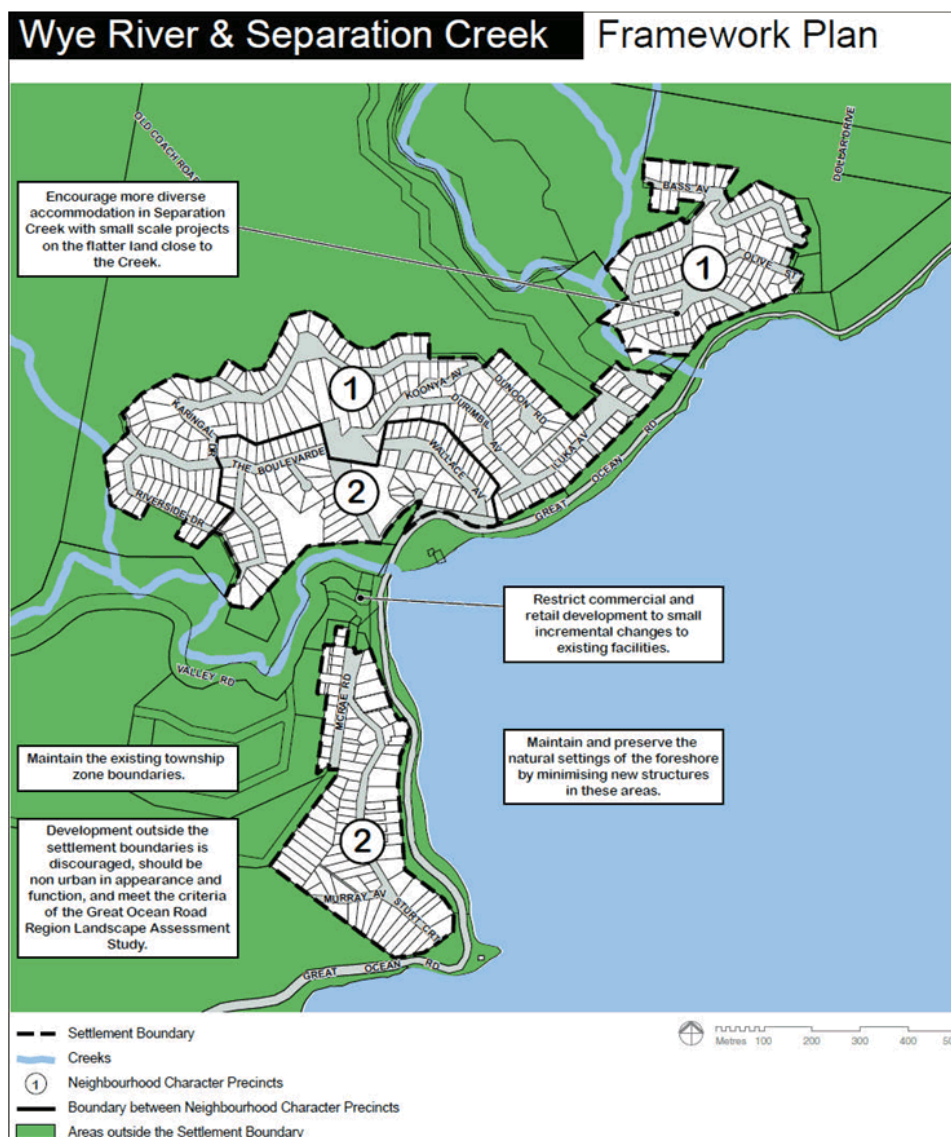 Wye River & Separation Creek
Framework Plan
OLD COACH ROAD
DOLLAR DRIVE
Encourage more diverse
accommodation in Separation
Creek with small scale projects
on the flatter land close to
the Creek.
BASS AV
1
OLIVE ST
1
KOONYA AV
DUNOON RD
DURIMBIL AV
KARINGAL DR
THE BOULEVARDE
WALLACE AV
ILUKA AV
2
RIVERSIDE DR
GREAT OCEAN RD
Restrict commercial and
retail development to small
incremental changes to
existing facilities.
VALLEY RD
MCRAE RD
Maintain the existing township
zone boundaries.
Maintain and preserve the
natural settings of the foreshore
by minimising new structures
in these areas.
Development outside the
settlement boundaries is
discouraged, should be
non urban in appearance and
function, and meet the criteria
of the Great Ocean Road
Region Landscape Assessment
Study.
2
MURRAY AV
STURT CRT
GREAT OCEAN RD
Settlement Boundary
Metres 100 200 300 400
Creeks
1
Neighbourhood Character Precincts
Boundary between Neighbourhood Character Precincts
Areas outside the Settlement Boundary